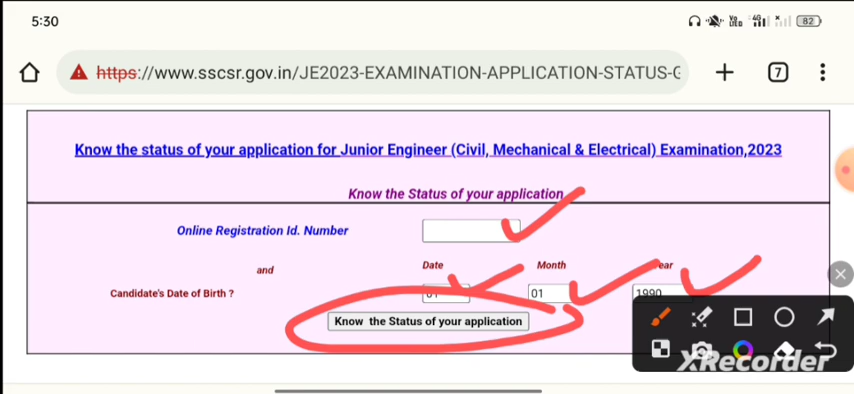 5:30
4G
82
https://www.sscsr.gov.in/JE2023-EXAMINATION-APPLICATION-STATUS-
7
Know the status of your application for Junior Engineer (Civil, Mechanical & Electrical) Examination,2023
Know the Status of your application
Online Registration Id. Number
and
Date Month
Candidate's Date of Birth ? 01 01 1990
Know the Status of your application
XRecorder